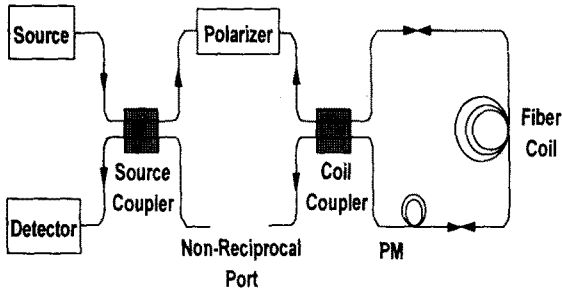 Source
Polarizer
Fiber
Coil
Source
Coupler
Coil
Coupler
Detector
Non-Reciprocal
Port
PM